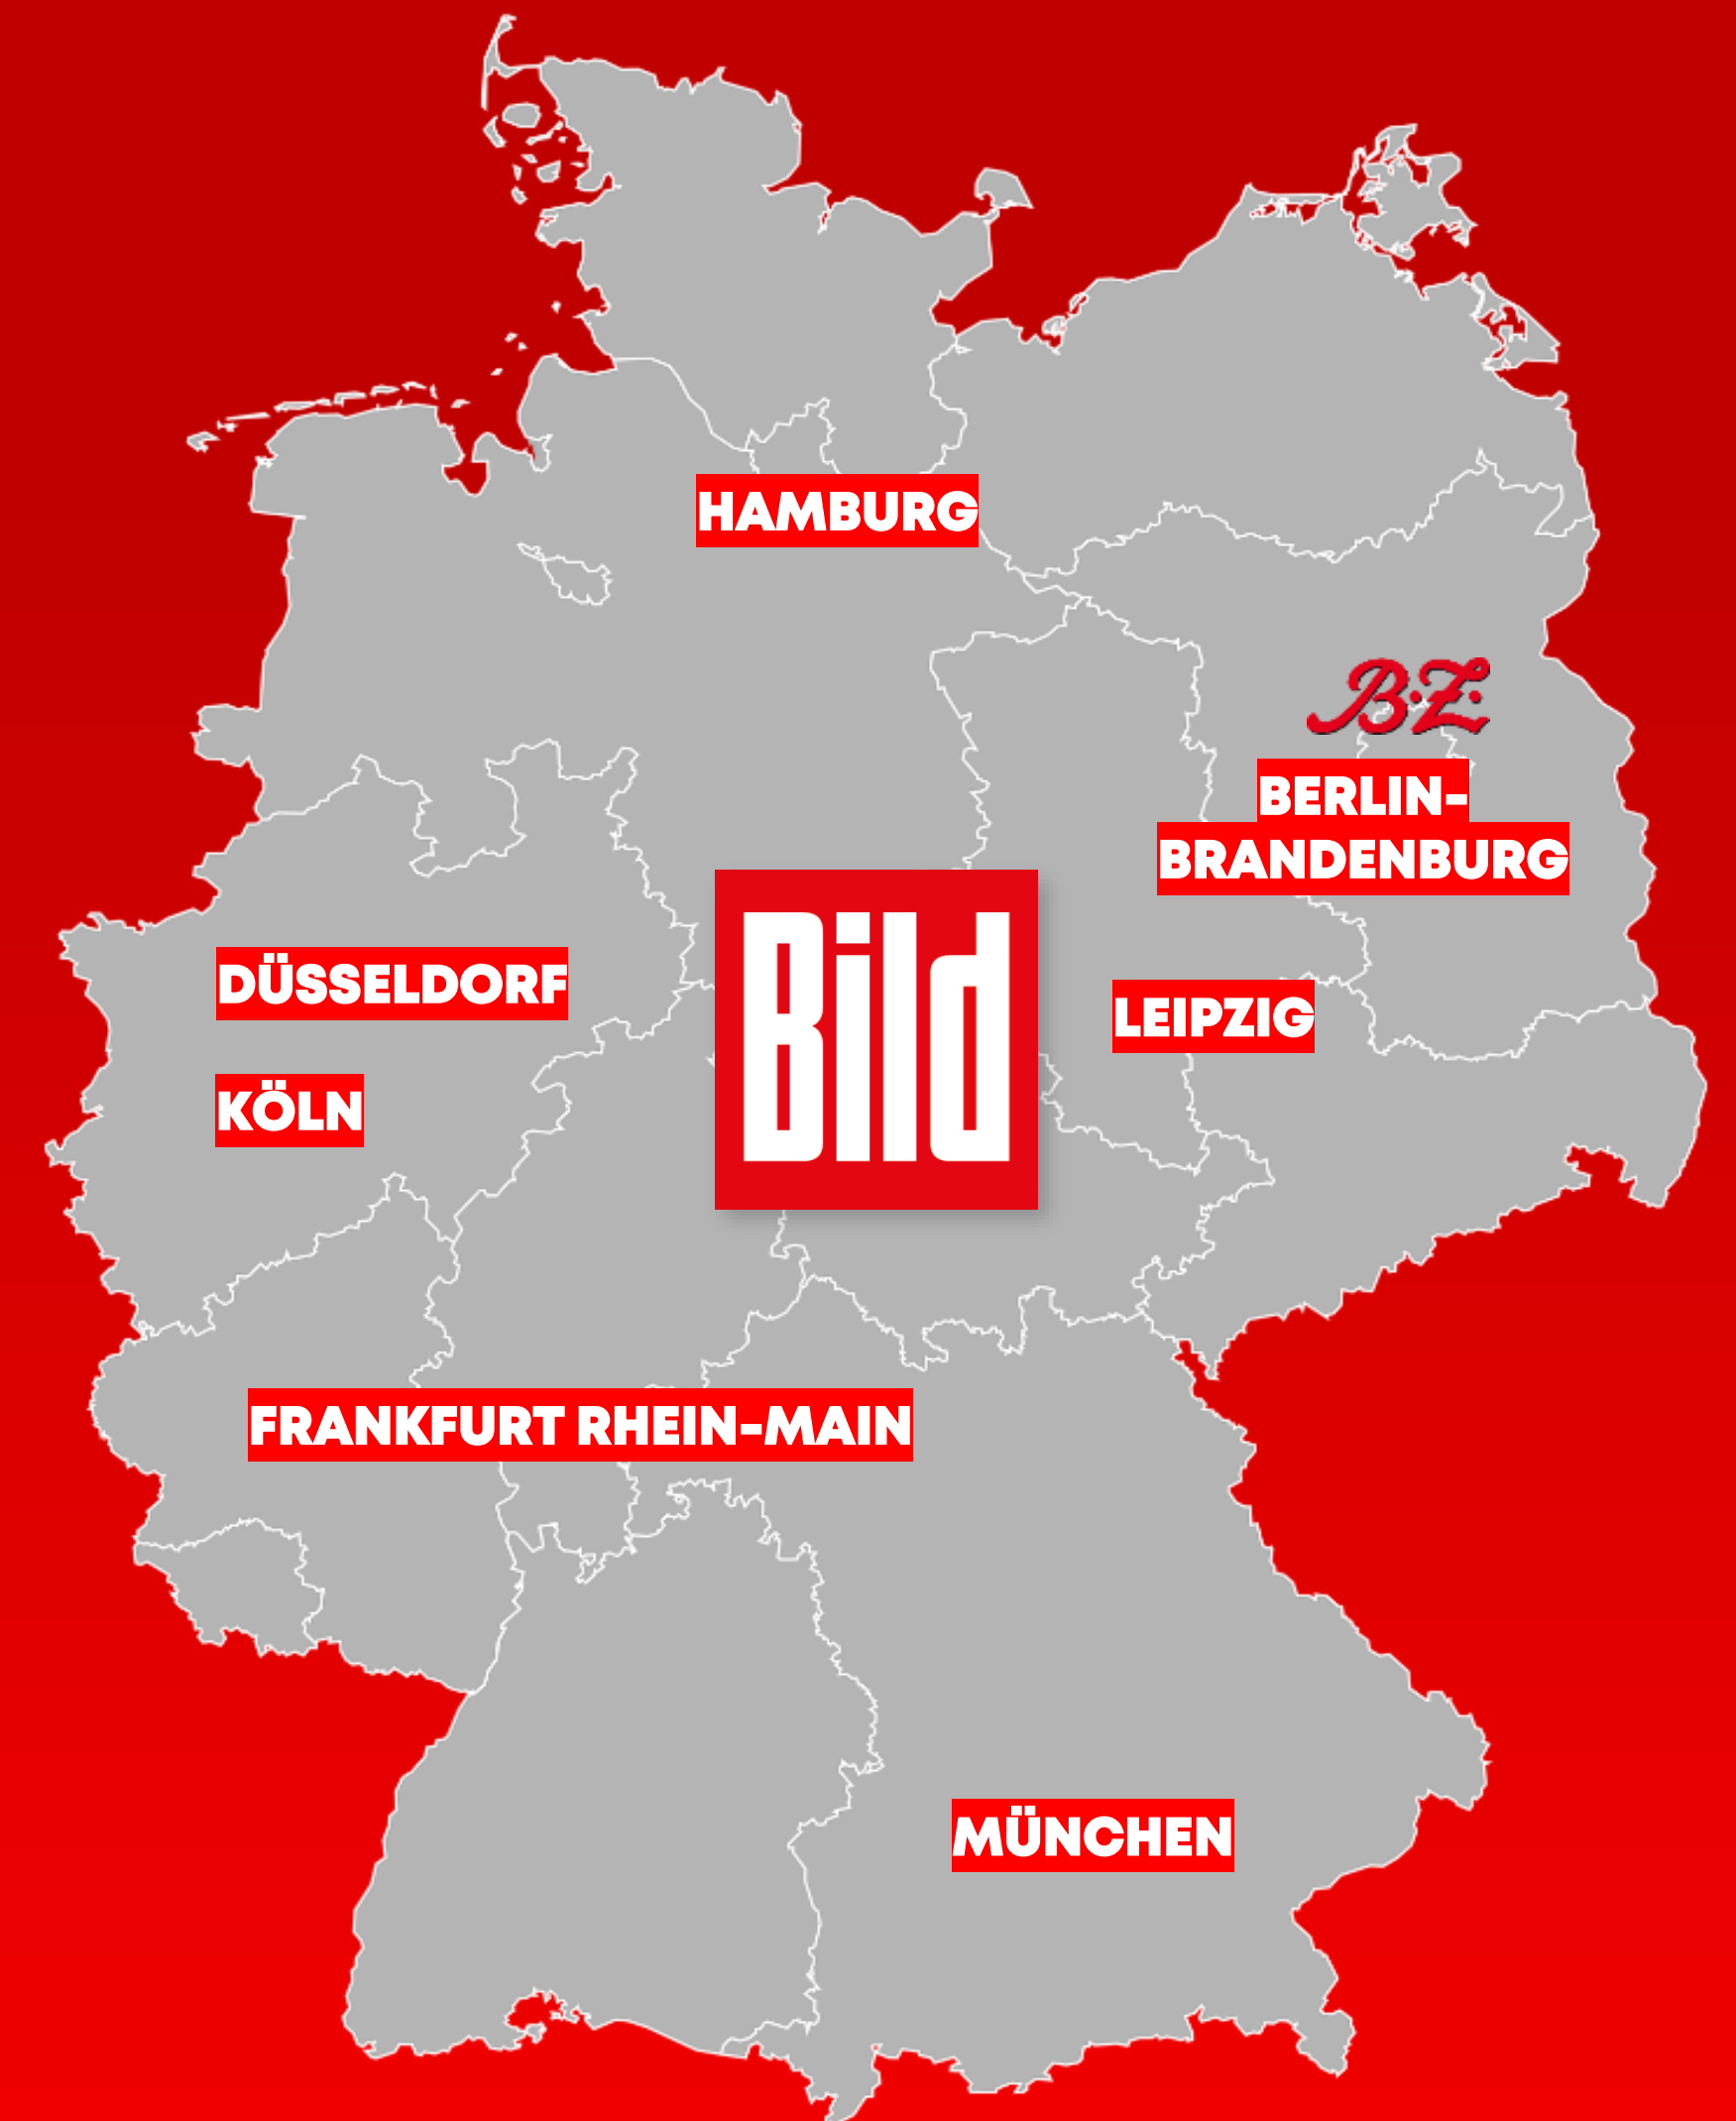 HAMBURG
B.Z.
BERLIN-
BRANDENBURG
Bild
DÜSSELDORF
LEIPZIG
KÖLN
FRANKFURT RHEIN-MAIN
MÜNCHEN